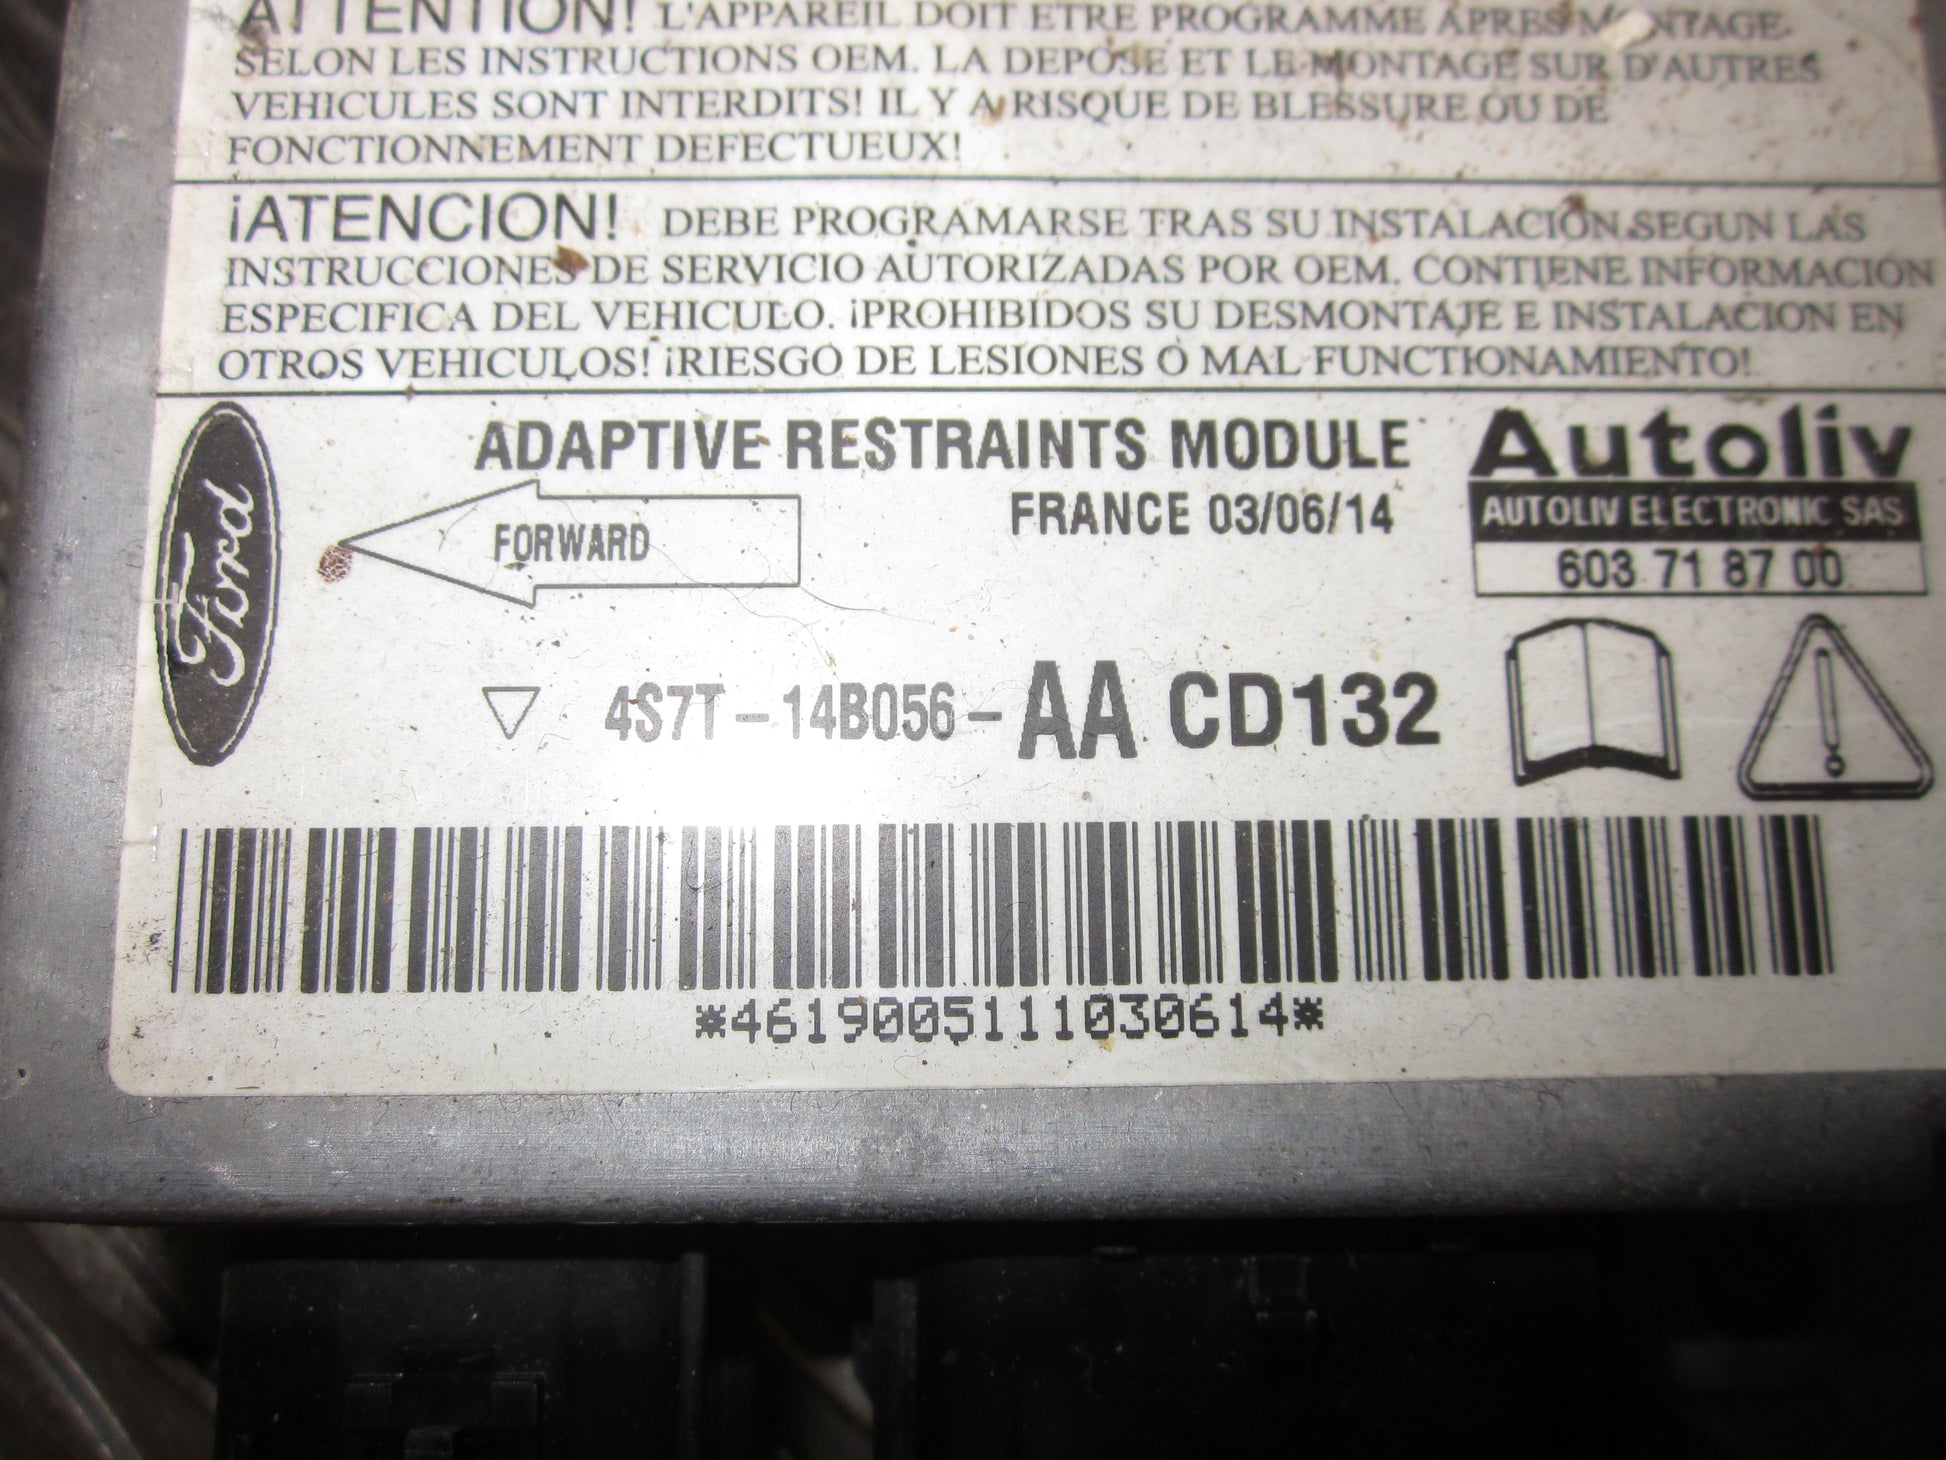 ATTENTION! L'APPAREIL DOIT ETRE PROGRAMME APRES MONTAGE
SELON LES INSTRUCTIONS OEM. LA DEPOSE ET LE MONTAGE SUR D'AUTRES
VEHICULES SONT INTERDITS! IL Y A RISQUE DE BLESSURE OU DE
FONCTIONNEMENT DEFECTUEUX!
¡ATENCION! DEBE PROGRAMARSE TRAS SU INSTALACION SEGUN LAS
INSTRUCCIONES DE SERVICIO AUTORIZADAS POR OEM. CONTIENE INFORMACION
ESPECIFICA DEL VEHICULO. ¡PROHIBIDOS SU DESMONTAJE E INSTALACION EN
OTROS VEHICULOS! ¡RIESGO DE LESIONES O MAL FUNCTIONAMIENTO!
Ford
ADAPTIVE RESTRAINTS MODULE
FORWARD
FRANCE 03/06/14
Autoliv
AUTOLIV ELECTRONIC SAS
603 71 87 00
4S7T-14B056-AA CD132
*4619005111030614*